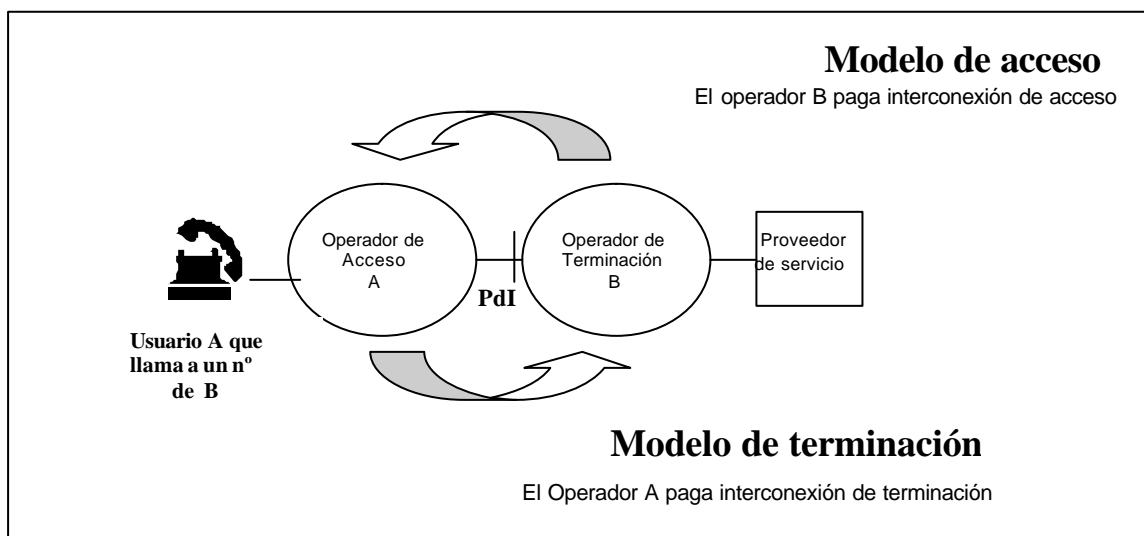 Modelo de acceso
El operador B paga interconexión de acceso
Operador de
Acceso
A
Operador de
Terminación
B
Proveedor
de servicio
PdI
Usuario A que
llama a un nº
de B
Modelo de terminación
El Operador A paga interconexión de terminación